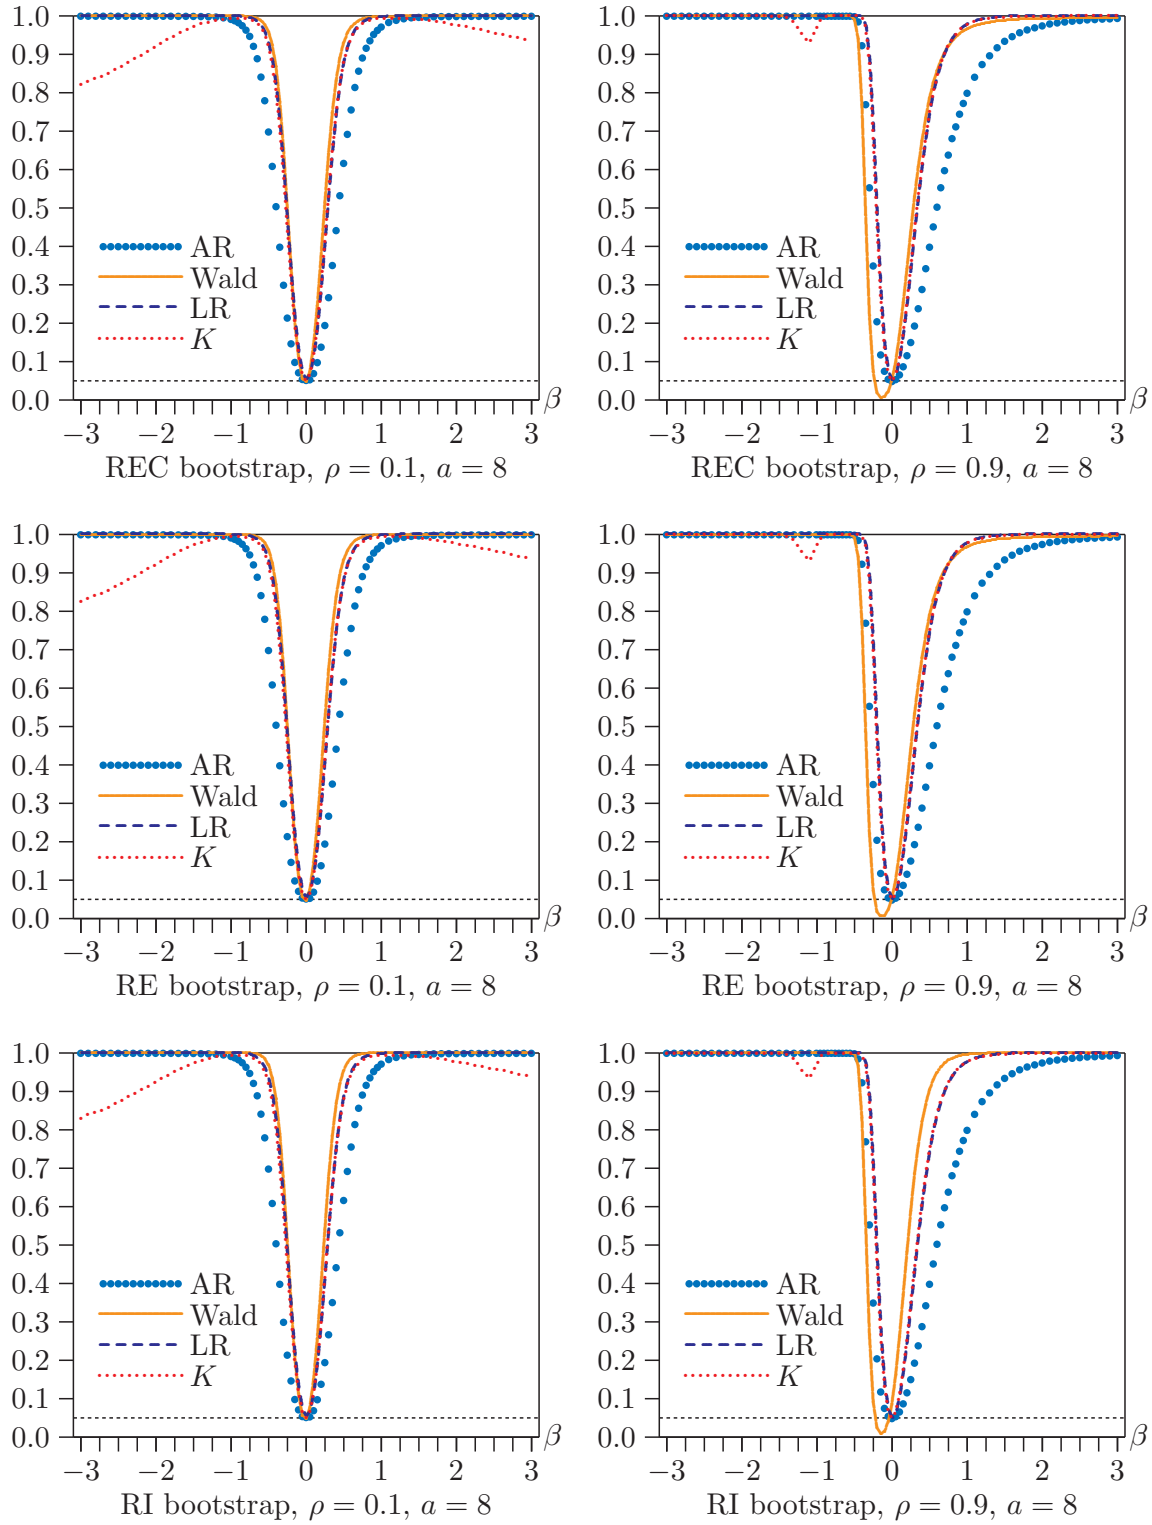 1.0
0.9
0.8
0.7
0.6
0.5
0.4
0.3
0.2
0.1
0.0
AR
Wald
LR
K
−3 −2 −1 0 1 2 3
β
REC bootstrap, ρ = 0.1, a = 8
1.0
0.9
0.8
0.7
0.6
0.5
0.4
0.3
0.2
0.1
0.0
AR
Wald
LR
K
−3 −2 −1 0 1 2 3
β
REC bootstrap, ρ = 0.9, a = 8
1.0
0.9
0.8
0.7
0.6
0.5
0.4
0.3
0.2
0.1
0.0
AR
Wald
LR
K
−3 −2 −1 0 1 2 3
β
RE bootstrap, ρ = 0.1, a = 8
1.0
0.9
0.8
0.7
0.6
0.5
0.4
0.3
0.2
0.1
0.0
AR
Wald
LR
K
−3 −2 −1 0 1 2 3
β
RE bootstrap, ρ = 0.9, a = 8
1.0
0.9
0.8
0.7
0.6
0.5
0.4
0.3
0.2
0.1
0.0
AR
Wald
LR
K
−3 −2 −1 0 1 2 3
β
RI bootstrap, ρ = 0.1, a = 8
1.0
0.9
0.8
0.7
0.6
0.5
0.4
0.3
0.2
0.1
0.0
AR
Wald
LR
K
−3 −2 −1 0 1 2 3
β
RI bootstrap, ρ = 0.9, a = 8